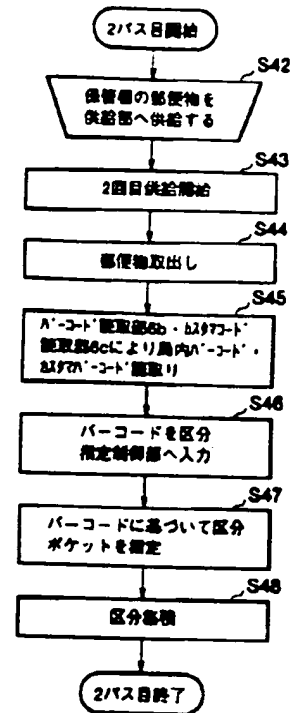 2パス目開始
S42
保管棚の郵便物を
供給部へ供給する
S43
2回目供給開始
S44
郵便物取出し
S45
バーコード読取部6b・カスタマコード
読取部6cにより局内バーコード・
カスタマバーコード読取り
S46
バーコードを区分
指定制御部へ入力
S47
バーコードに基づいて区分
ポケットを指定
S48
区分集積
2パス目終了